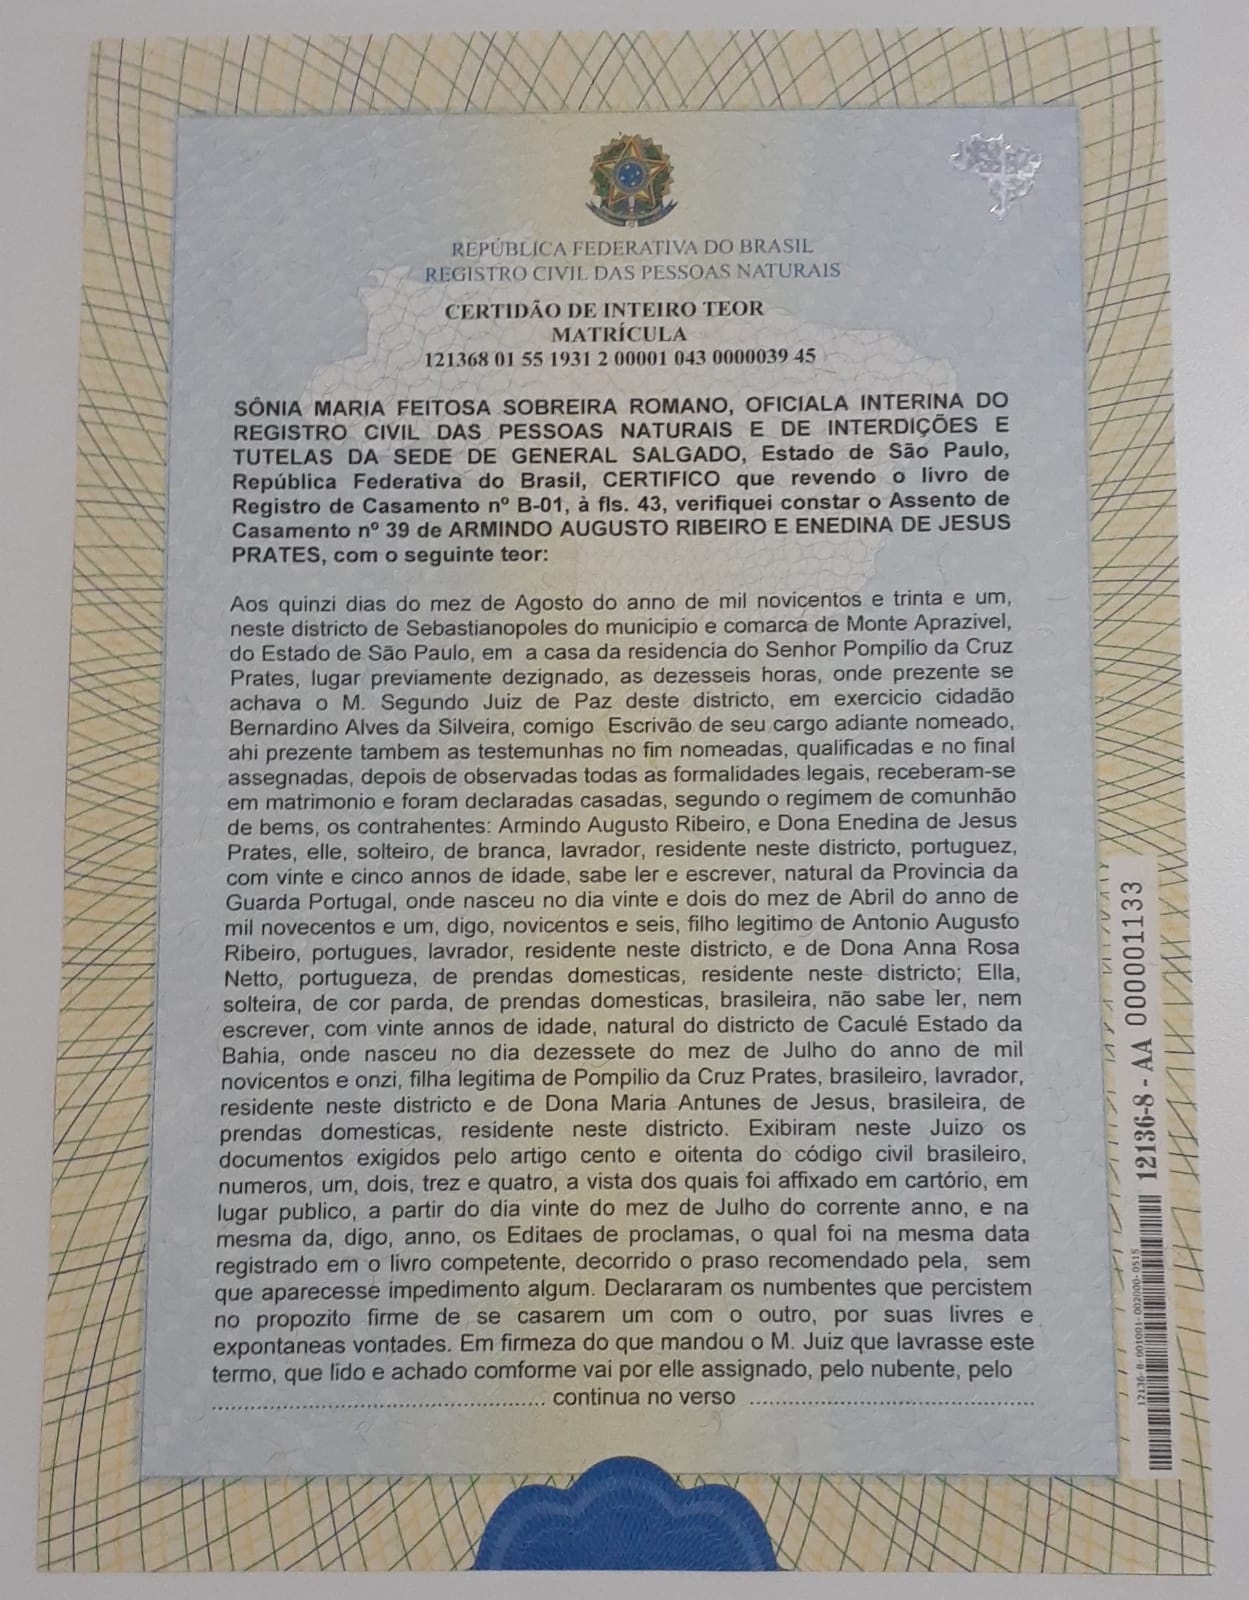 REPÚBLICA FEDERATIVA DO BRASIL
REGISTRO CIVIL DAS PESSOAS NATURAIS
CERTIDÃO DE INTEIRO TEOR
MATRÍCULA
121368 01 55 1931 2 00001 043 0000039 45
SÔNIA MARIA FEITOSA SOBREIRA ROMANO, OFICIALA INTERINA DO
REGISTRO CIVIL DAS PESSOAS NATURAIS E DE INTERDIÇÕES E
TUTELAS DA SEDE DE GENERAL SALGADO, Estado de São Paulo,
República Federativa do Brasil, CERTIFICO que revendo o livro de
Registro de Casamento nº B-01, à fls. 43, verifiquei constar o Assento de
Casamento nº 39 de ARMINDO AUGUSTO RIBEIRO E ENEDINA DE JESUS
PRATES, com o seguinte teor:
Aos quinzi dias do mez de Agosto do anno de mil novicentos e trinta e um,
neste districto de Sebastianopoles do municipio e comarca de Monte Aprazivel,
do Estado de São Paulo, em a casa da residencia do Senhor Pompilio da Cruz
Prates, lugar previamente dezignado, as dezesseis horas, onde prezente se
achava o M. Segundo Juiz de Paz deste districto, em exercicio cidadão
Bernardino Alves da Silveira, comigo Escrivão de seu cargo adiante nomeado,
ahi prezente tambem as testemunhas no fim nomeadas, qualificadas e no final
assegnadas, depois de observadas todas as formalidades legais, receberam-se
em matrimonio e foram declaradas casadas, segundo o regimem de comunhão
de bems, os contrahentes: Armindo Augusto Ribeiro, e Dona Enedina de Jesus
Prates, elle, solteiro, de branca, lavrador, residente neste districto, portuguez,
com vinte e cinco annos de idade, sabe ler e escrever, natural da Provincia da
Guarda Portugal, onde nasceu no dia vinte e dois do mez de Abril do anno de
mil novecentos e um, digo, novicentos e seis, filho legitimo de Antonio Augusto
Ribeiro, portugues, lavrador, residente neste districto, e de Dona Anna Rosa
Netto, portugueza, de prendas domesticas, residente neste districto; Ella,
solteira, de cor parda, de prendas domesticas, brasileira, não sabe ler, nem
escrever, com vinte annos de idade, natural do districto de Caculé Estado da
Bahia, onde nasceu no dia dezessete do mez de Julho do anno de mil
novicentos e onzi, filha legitima de Pompilio da Cruz Prates, brasileiro, lavrador,
residente neste districto e de Dona Maria Antunes de Jesus, brasileira, de
prendas domesticas, residente neste districto. Exibiram neste Juizo os
documentos exigidos pelo artigo cento e oitenta do código civil brasileiro,
numeros, um, dois, trez e quatro, a vista dos quais foi affixado em cartório, em
lugar publico, a partir do dia vinte do mez de Julho do corrente anno, e na
mesma da, digo, anno, os Editaes de proclamas, o qual foi na mesma data
registrado em o livro competente, decorrido o praso recomendado pela, sem
que aparecesse impedimento algum. Declararam os numbentes que percistem
no propozito firme de se casarem um com o outro, por suas livres e
expontaneas vontades. Em firmeza do que mandou o M. Juiz que lavrasse este
termo, que lido e achado comforme vai por elle assignado, pelo nubente, pelo
................................................... continua no verso ............................................
12136-8 - AA 000001133
12136-8-001001-002000-0515